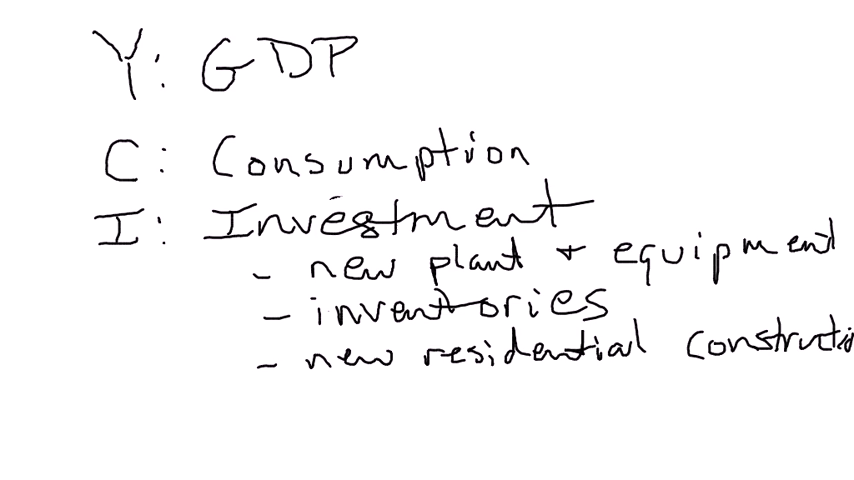 Y: GDP
C: Consumption
I: Investment
- new plant + equipment
- inventories
- new residential constructi